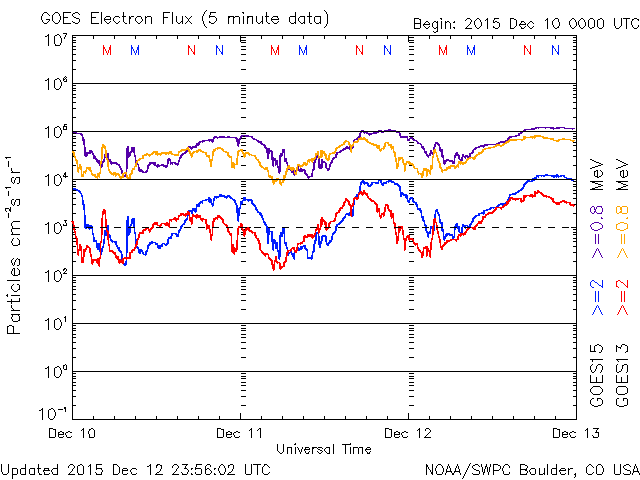 GOES Electron Flux (5 minute data)
Begin: 2015 Dec 10 0000 UTC
10⁷
M M N N M M N N M M N N
10⁶
10⁵
10⁴
10³
10²
10¹
10⁰
10⁻¹
Particles cm⁻²s⁻¹sr⁻¹
GOES15 >=2 >=0.8 MeV
GOES13 >=2 >=0.8 MeV
Dec 10 Dec 11 Dec 12 Dec 13
Universal Time
Updated 2015 Dec 12 23:56:02 UTC
NOAA/SWPC Boulder, CO USA